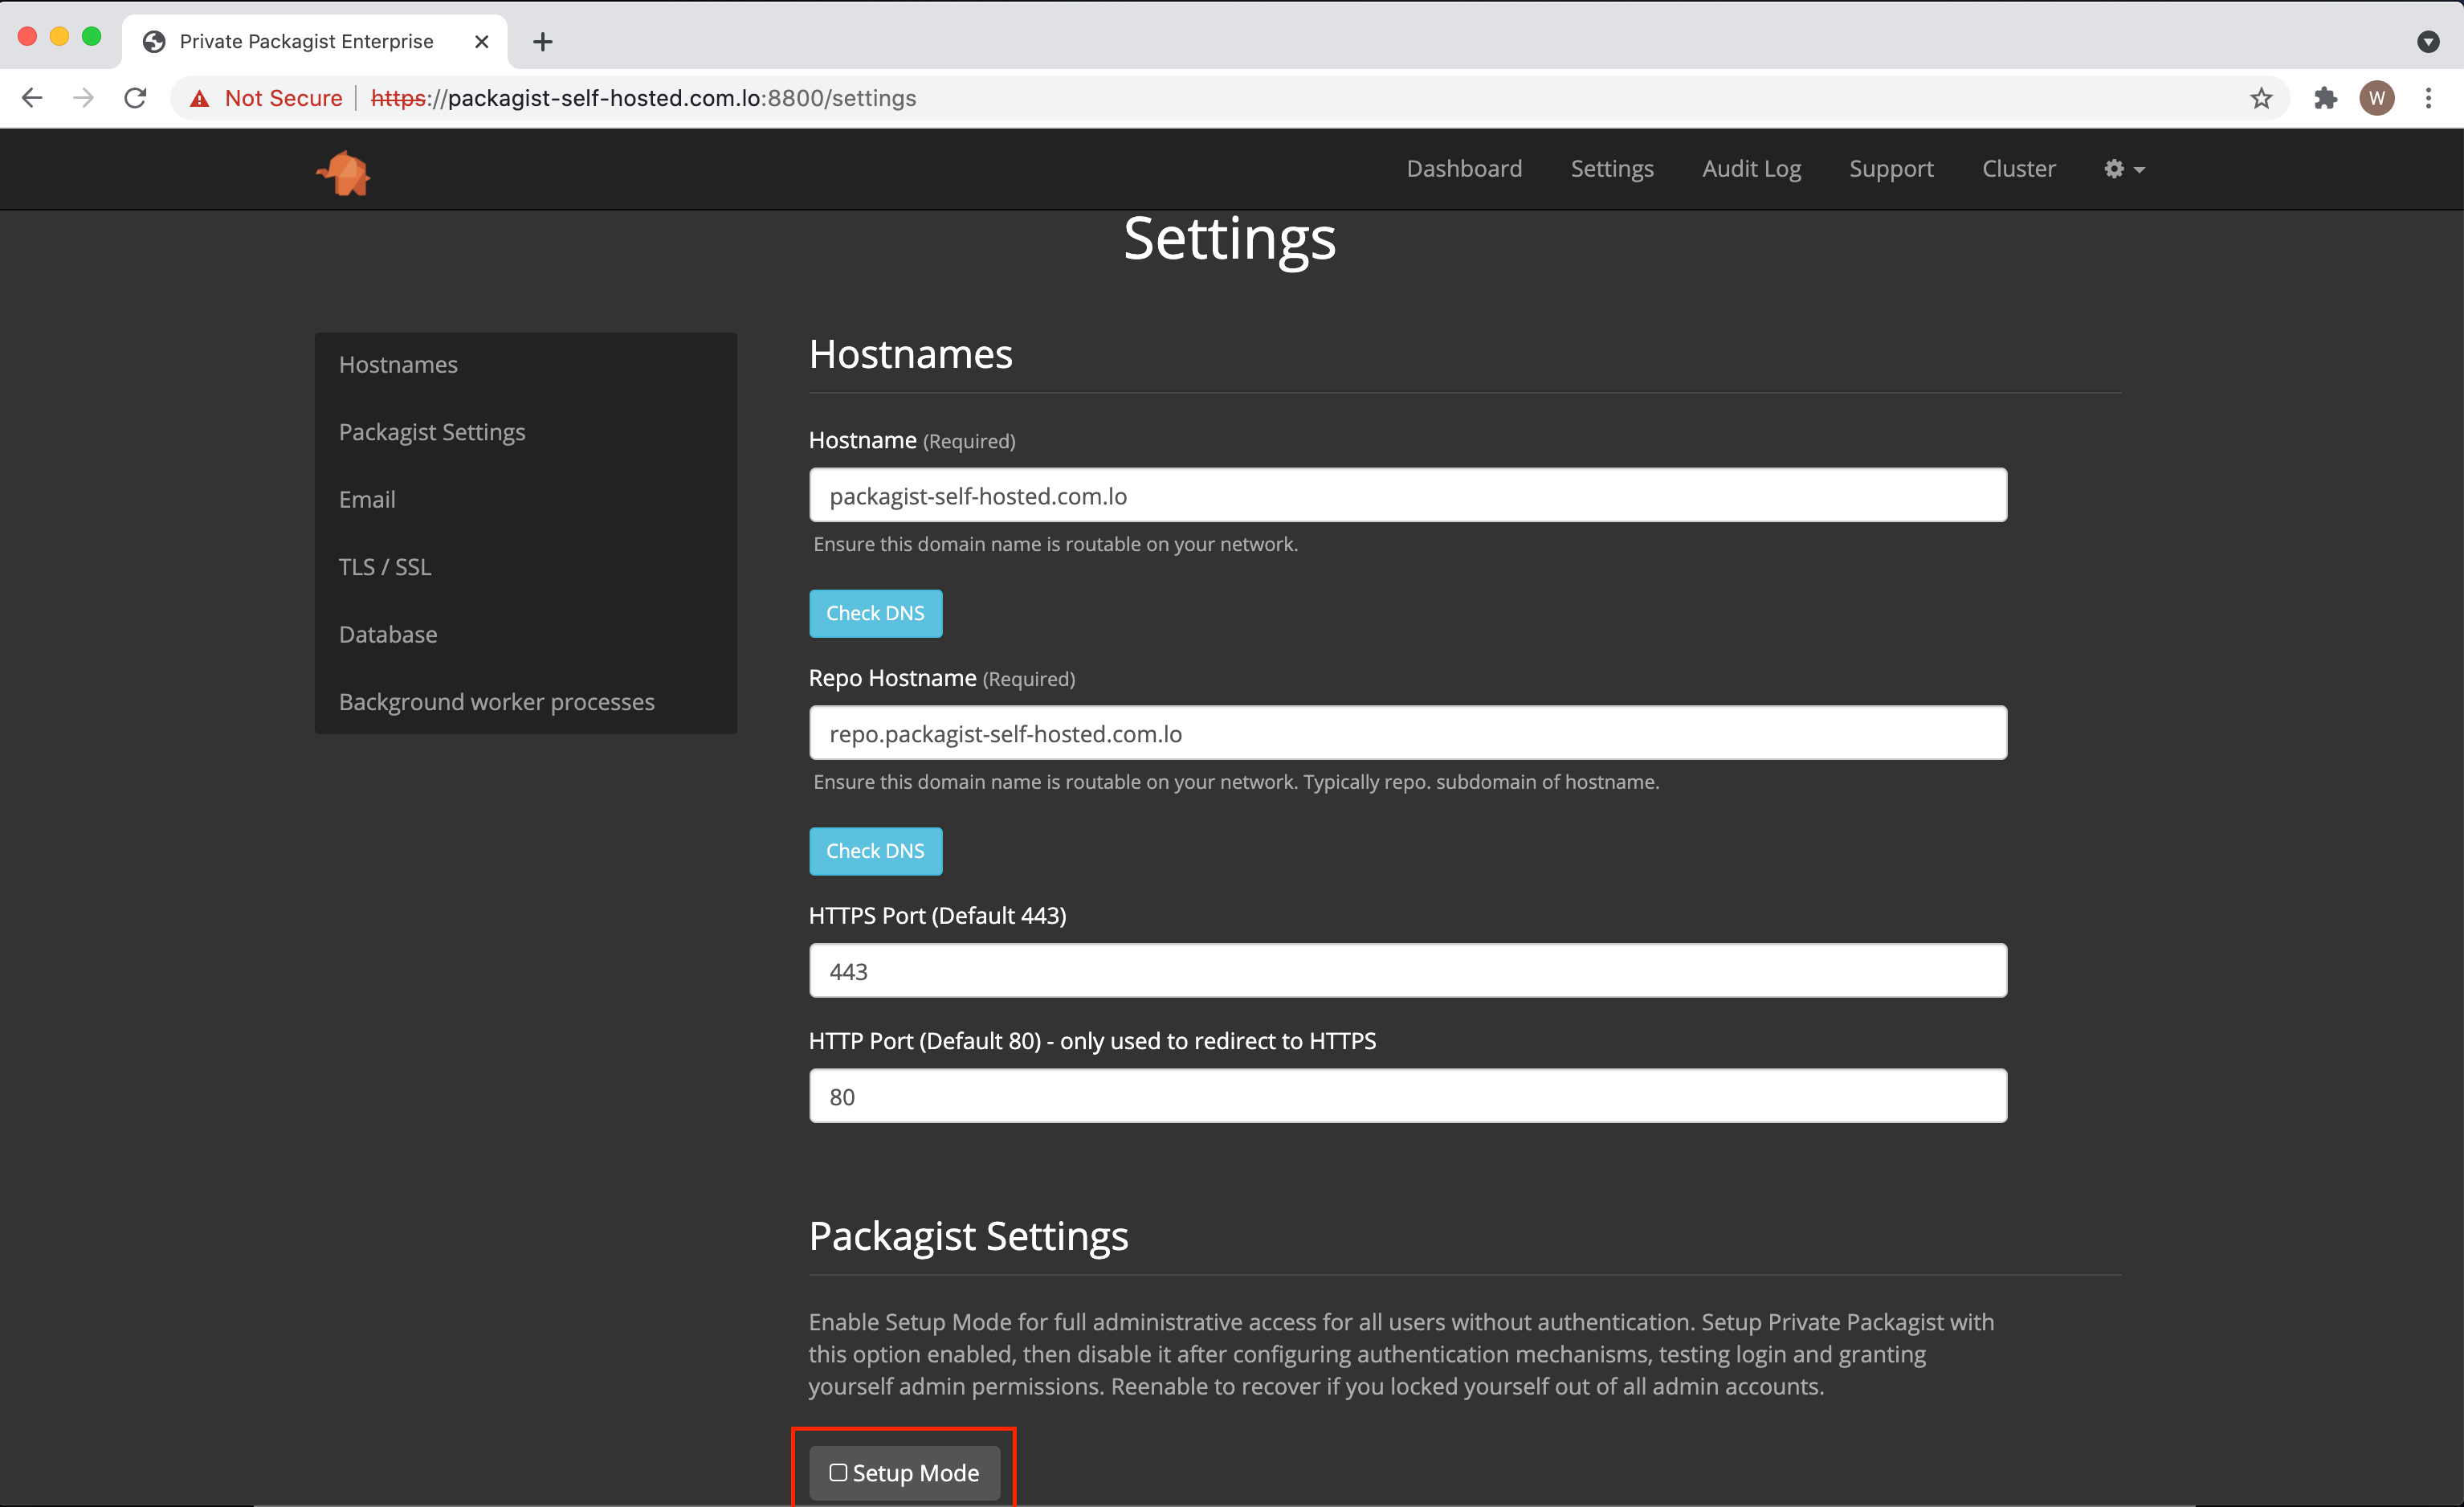 Private Packagist Enterprise
Not Secure https://packagist-self-hosted.com.lo:8800/settings
W
Dashboard Settings Audit Log Support Cluster
Settings
Hostnames
Packagist Settings
Email
TLS / SSL
Database
Background worker processes
Hostnames
Hostname (Required)
packagist-self-hosted.com.lo
Ensure this domain name is routable on your network.
Check DNS
Repo Hostname (Required)
repo.packagist-self-hosted.com.lo
Ensure this domain name is routable on your network. Typically repo. subdomain of hostname.
Check DNS
HTTPS Port (Default 443)
443
HTTP Port (Default 80) - only used to redirect to HTTPS
80
Packagist Settings
Enable Setup Mode for full administrative access for all users without authentication. Setup Private Packagist with
this option enabled, then disable it after configuring authentication mechanisms, testing login and granting
yourself admin permissions. Reenable to recover if you locked yourself out of all admin accounts.
Setup Mode